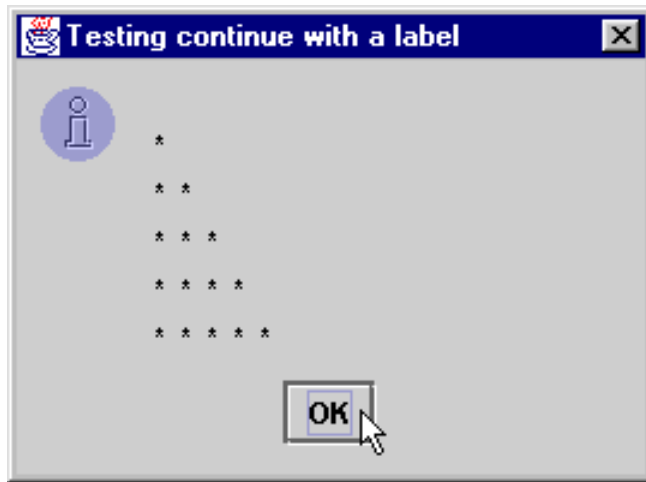 Testing continue with a label
*
* *
* * *
* * * *
* * * * *
OK